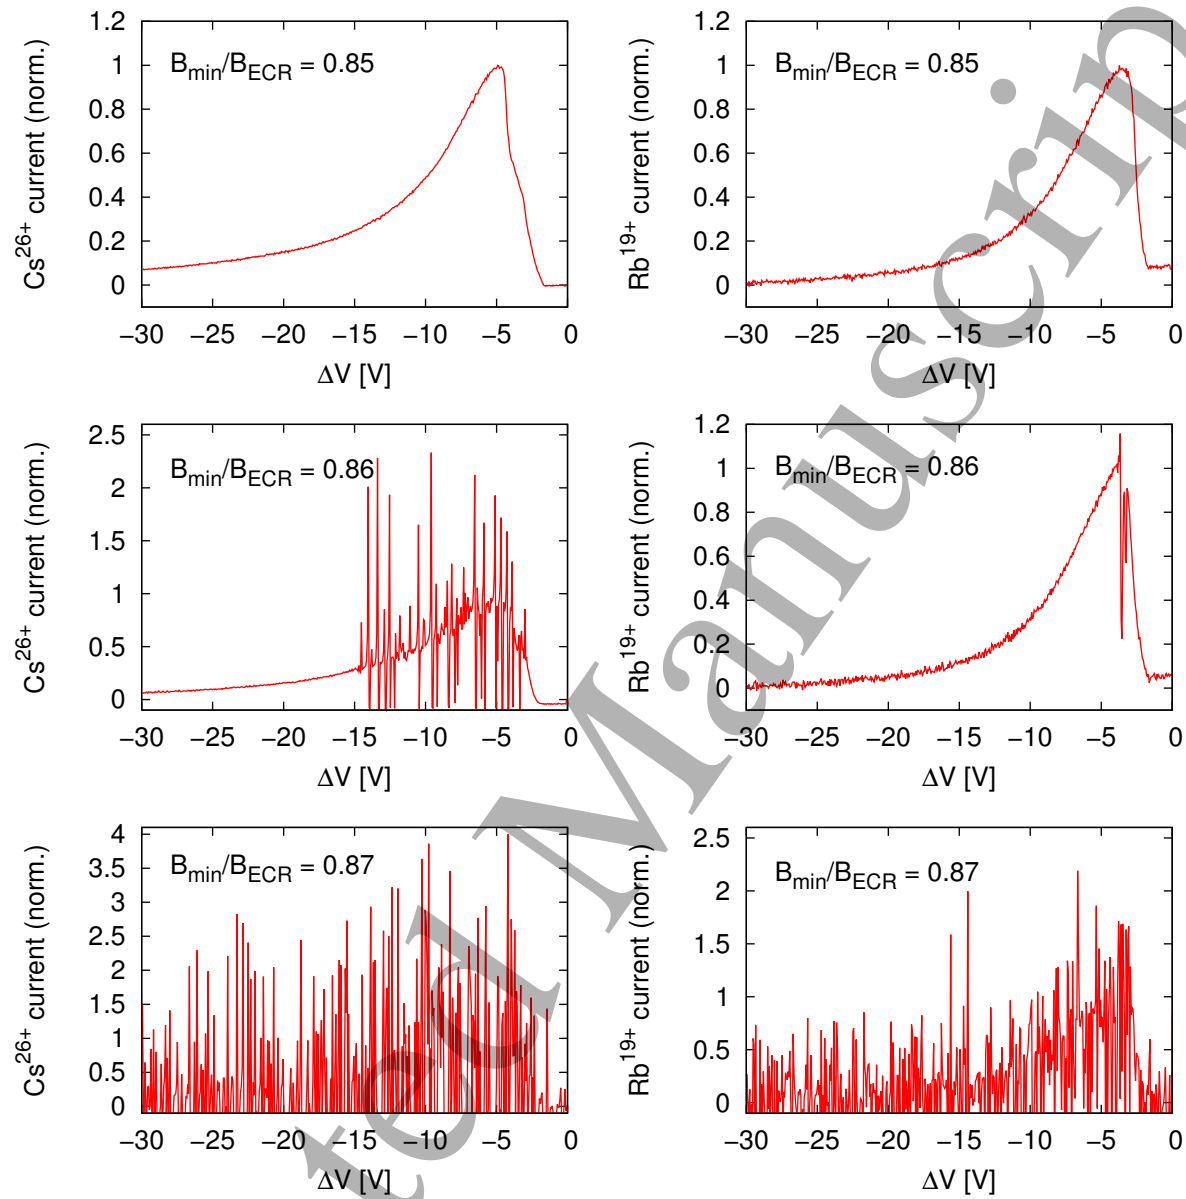 B_min/B_ECR = 0.85
Cs^26+ current (norm.)
1.2
1
0.8
0.6
0.4
0.2
0
−30 −25 −20 −15 −10 −5 0
ΔV [V]
B_min/B_ECR = 0.85
Rb^19+ current (norm.)
1.2
1
0.8
0.6
0.4
0.2
0
−30 −25 −20 −15 −10 −5 0
ΔV [V]
B_min/B_ECR = 0.86
Cs^26+ current (norm.)
2.5
2
1.5
1
0.5
0
−30 −25 −20 −15 −10 −5 0
ΔV [V]
B_min/B_ECR = 0.86
Rb^19+ current (norm.)
1.2
1
0.8
0.6
0.4
0.2
0
−30 −25 −20 −15 −10 −5 0
ΔV [V]
B_min/B_ECR = 0.87
Cs^26+ current (norm.)
4
3.5
3
2.5
2
1.5
1
0.5
0
−30 −25 −20 −15 −10 −5 0
ΔV [V]
B_min/B_ECR = 0.87
Rb^19+ current (norm.)
2.5
2
1.5
1
0.5
0
−30 −25 −20 −15 −10 −5 0
ΔV [V]
ted Manuscrip